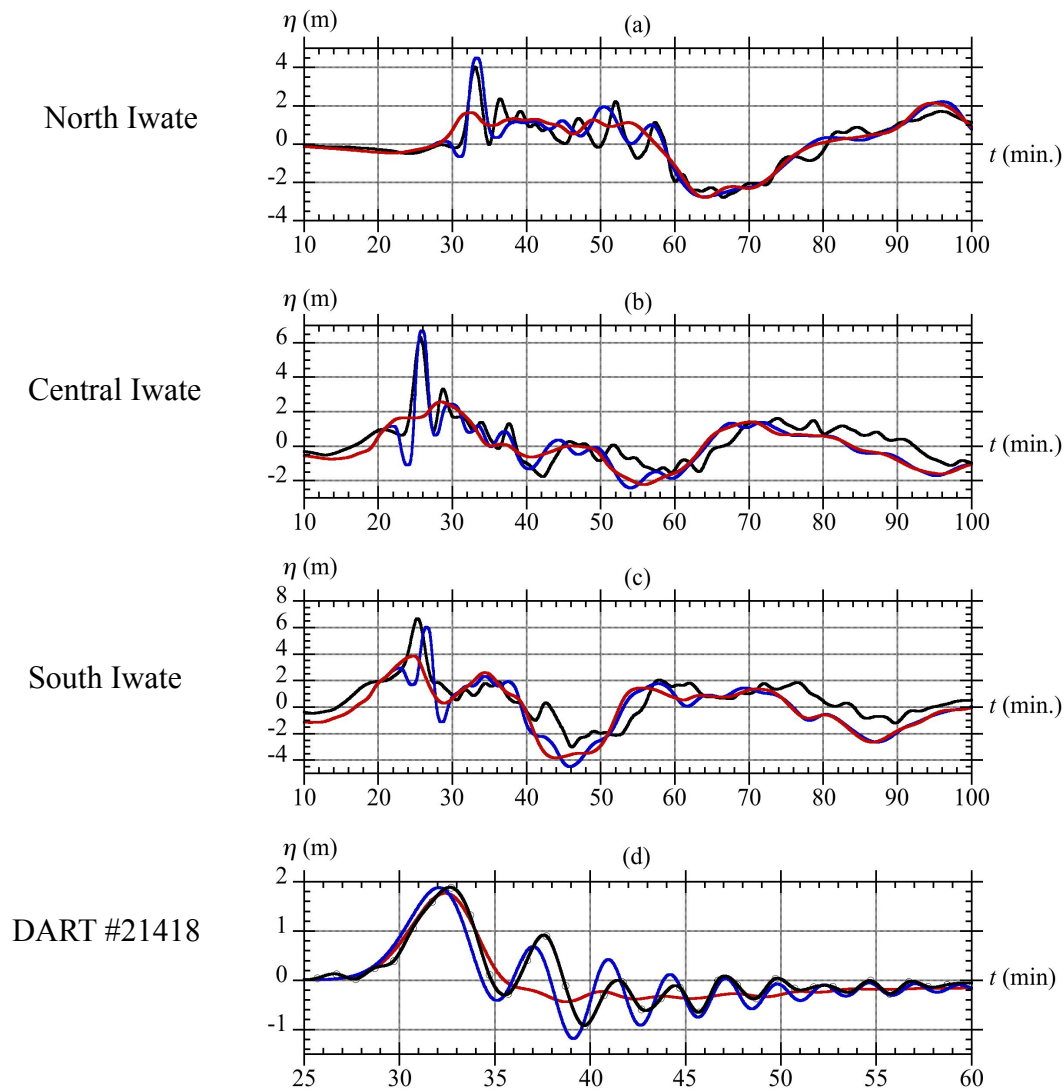 η (m)
(a)
North Iwate
4
2
0
-2
-4
t (min.)
10 20 30 40 50 60 70 80 90 100
η (m)
(b)
Central Iwate
6
4
2
0
-2
t (min.)
10 20 30 40 50 60 70 80 90 100
η (m)
(c)
South Iwate
8
6
4
2
0
-2
-4
t (min.)
10 20 30 40 50 60 70 80 90 100
η (m)
(d)
DART #21418
2
1
0
-1
t (min)
25 30 35 40 45 50 55 60